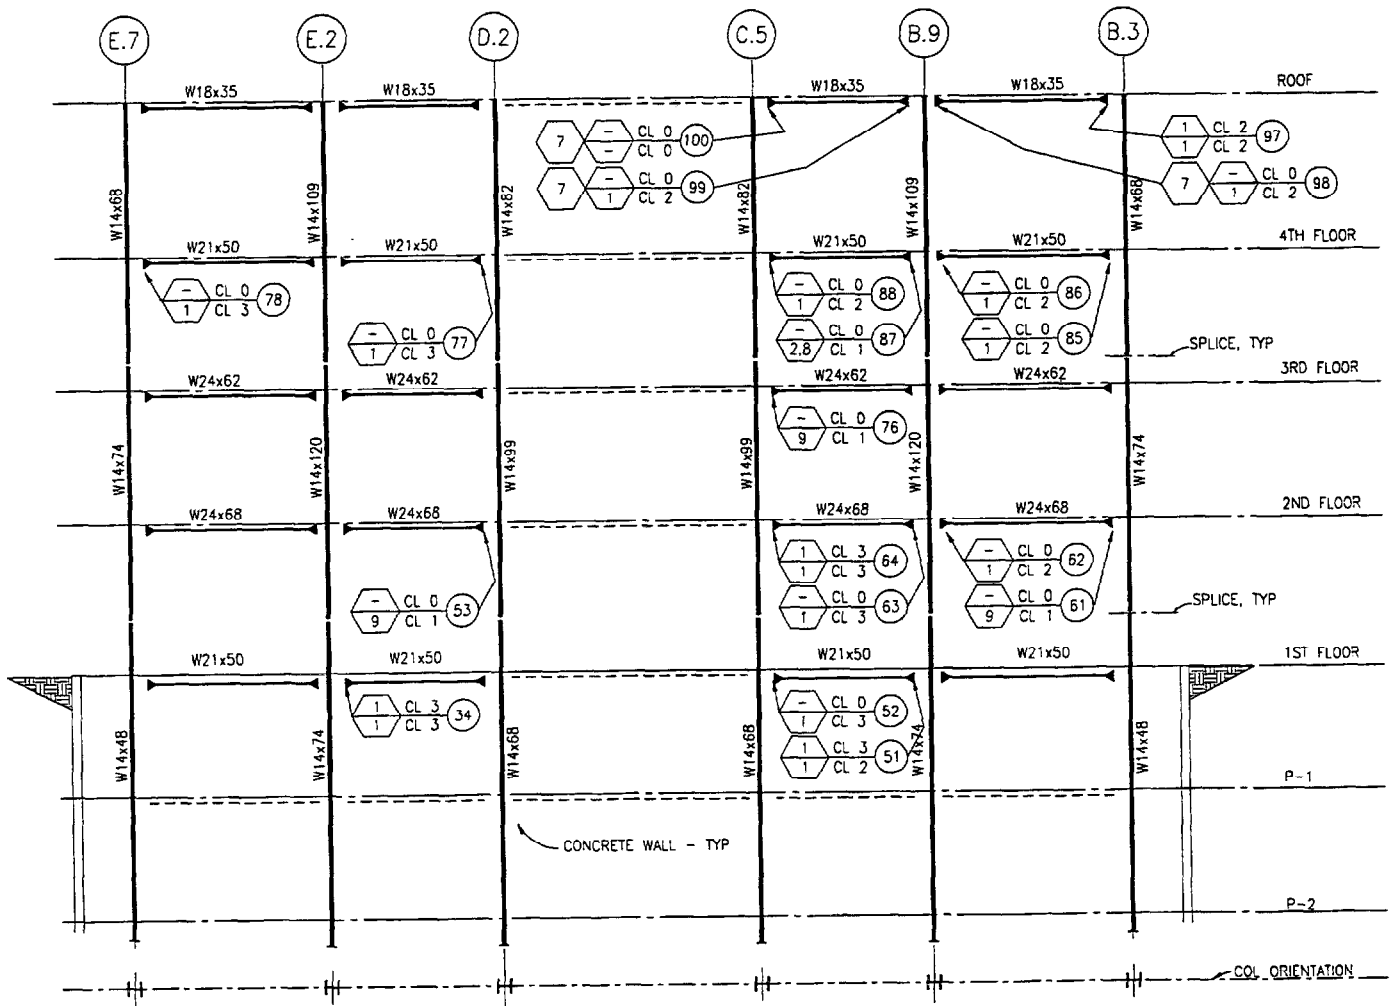 E.7 E.2 D.2 C.5 B.9 B.3
W18x35 W18x35 W18x35 W18x35 ROOF
7 - CL 0 100
- CL 0
7 - CL 0 99
1 CL 2
1 CL 2 97
1 CL 2
7 - CL 0 98
1 CL 2
W14x68 W14x109 W14x82 W14x82 W14x109 W14x68
W21x50 W21x50 W21x50 W21x50 4TH FLOOR
- CL 0 78
1 CL 3
- CL 0 77
1 CL 3
- CL 0 88
1 CL 2
- CL 0 87
2,8 CL 1
- CL 0 86
1 CL 2
- CL 0 85
1 CL 2
SPLICE, TYP
W24x62 W24x62 W24x62 W24x62 3RD FLOOR
- CL 0 76
9 CL 1
W14x74 W14x120 W14x99 W14x99 W14x120 W14x74
W24x68 W24x68 W24x68 W24x68 2ND FLOOR
- CL 0 53
9 CL 1
1 CL 3 64
1 CL 3
- CL 0 63
1 CL 3
- CL 0 62
1 CL 2
- CL 0 61
9 CL 1
SPLICE, TYP
W21x50 W21x50 W21x50 W21x50 1ST FLOOR
1 CL 3 34
1 CL 3
- CL 0 52
1 CL 3
1 CL 3 51
1 CL 2
W14x48 W14x74 W14x68 W14x68 W14x74 W14x48
P-1
CONCRETE WALL - TYP
P-2
COL ORIENTATION